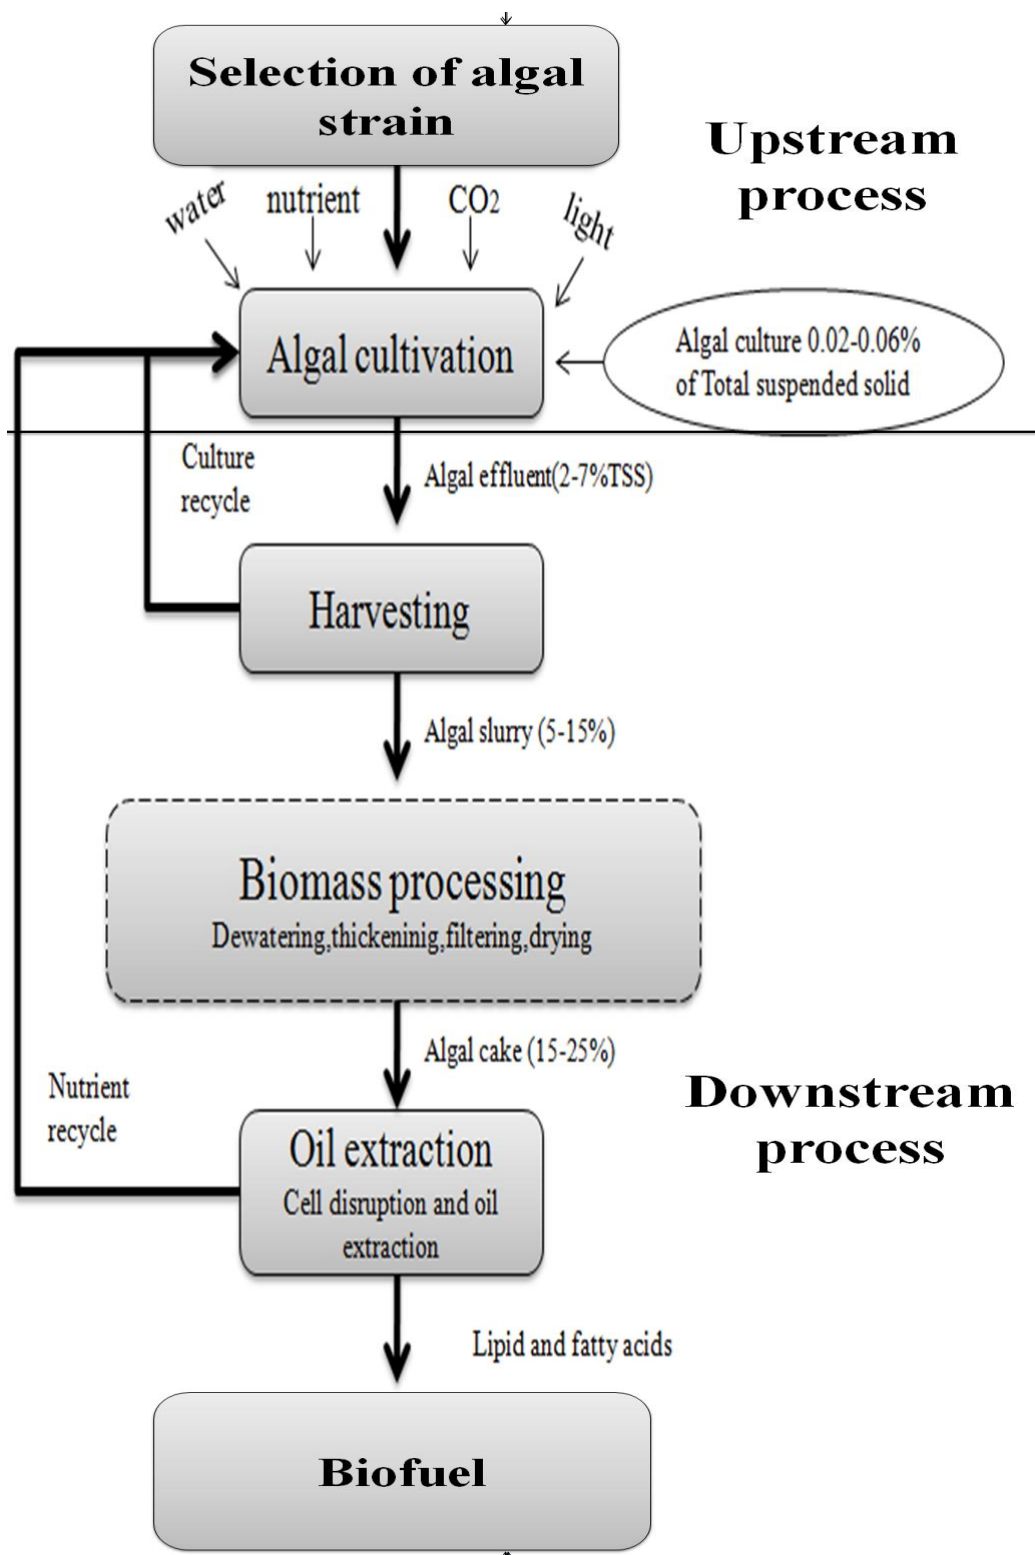 Selection of algal
strain
Upstream
process
water
nutrient
CO2
light
Algal cultivation
Algal culture 0.02-0.06%
of Total suspended solid
Culture
recycle
Algal effluent(2-7%TSS)
Harvesting
Algal slurry (5-15%)
Biomass processing
Dewatering,thickeninig,filtering,drying
Algal cake (15-25%)
Nutrient
recycle
Downstream
process
Oil extraction
Cell disruption and oil
extraction
Lipid and fatty acids
Biofuel